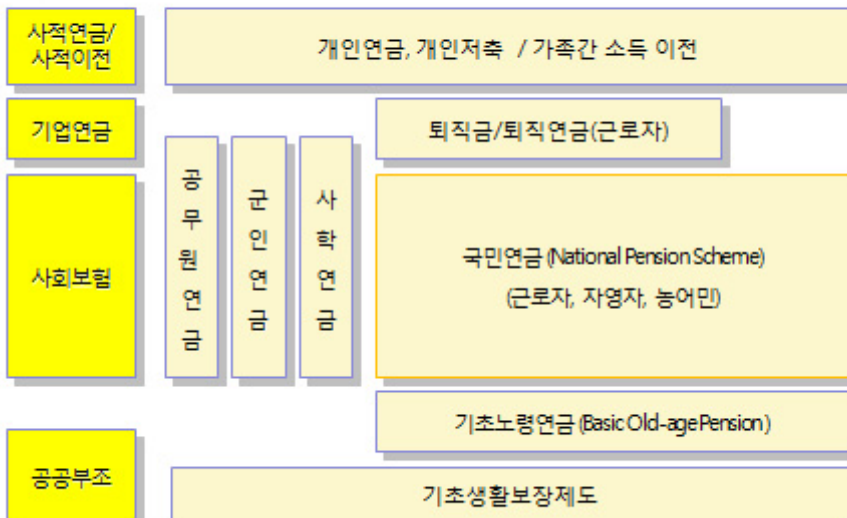 사적연금/
사적이전
개인연금, 개인저축 / 가족간 소득 이전
기업연금
퇴직금/퇴직연금(근로자)
공무원연금
군인연금
사학연금
사회보험
국민연금(National Pension Scheme)
(근로자, 자영자, 농어민)
기초노령연금(Basic Old-age Pension)
공공부조
기초생활보장제도